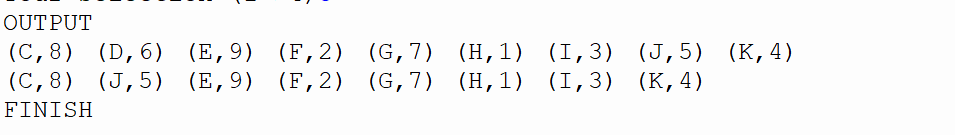 OUTPUT
(C,8) (D,6) (E,9) (F,2) (G,7) (H,1) (I,3) (J,5) (K,4)
(C,8) (J,5) (E,9) (F,2) (G,7) (H,1) (I,3) (K,4)
FINISH